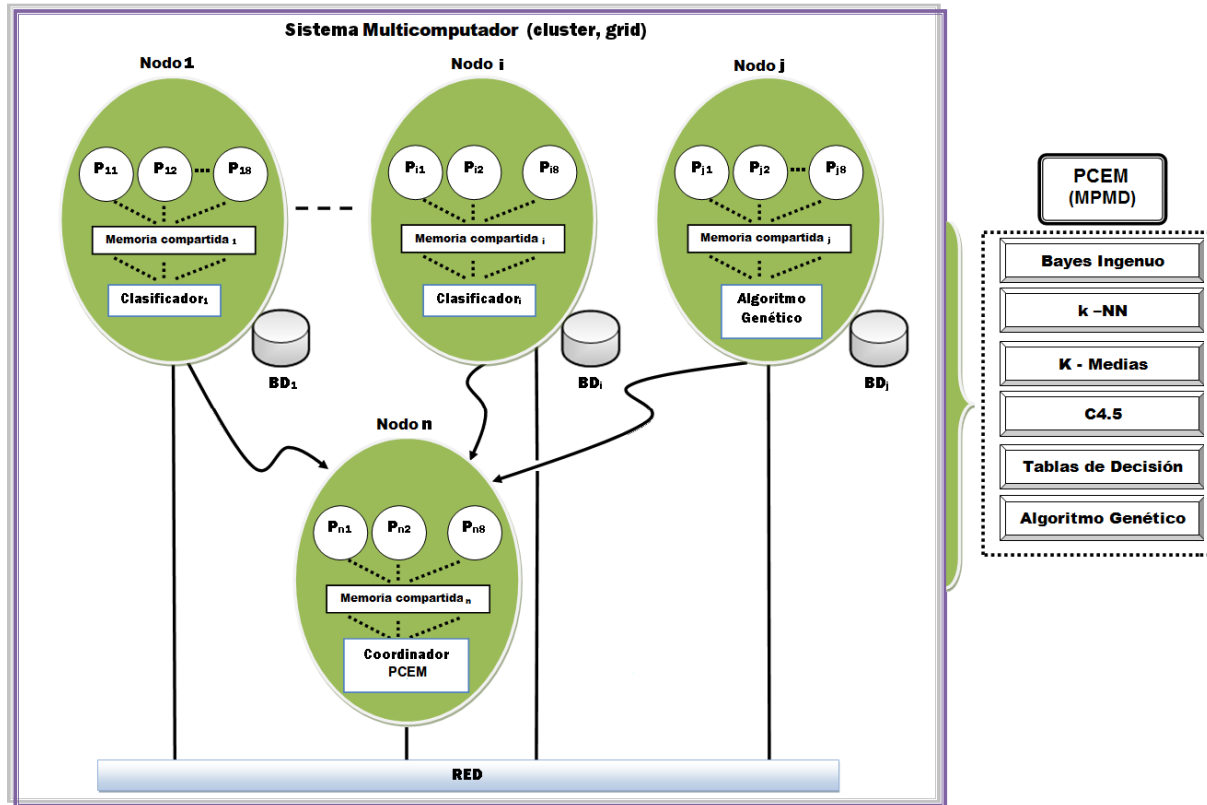 Sistema Multicomputador (cluster, grid)
Nodo 1
P11 P12 ... P18
Memoria compartida 1
Clasificador1
BD1
Nodo i
Pi1 Pi2 Pi8
Memoria compartida i
Clasificadori
BDi
Nodo j
Pj1 Pj2 ... Pj8
Memoria compartida j
Algoritmo
Genético
BDj
Nodo n
Pn1 Pn2 Pn8
Memoria compartida n
Coordinador
PCEM
RED
PCEM
(MPMD)
Bayes Ingenuo
k –NN
K - Medias
C4.5
Tablas de Decisión
Algoritmo Genético